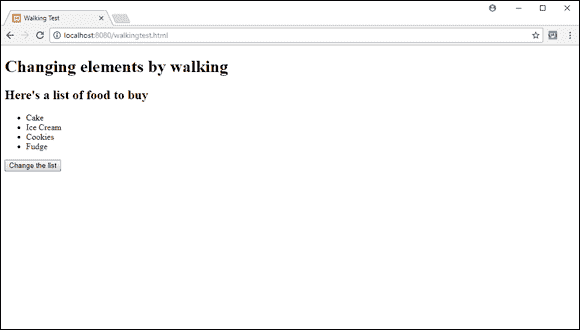 Walking Test
localhost:8080/walkingtest.html
Changing elements by walking
Here's a list of food to buy
Cake
Ice Cream
Cookies
Fudge
Change the list